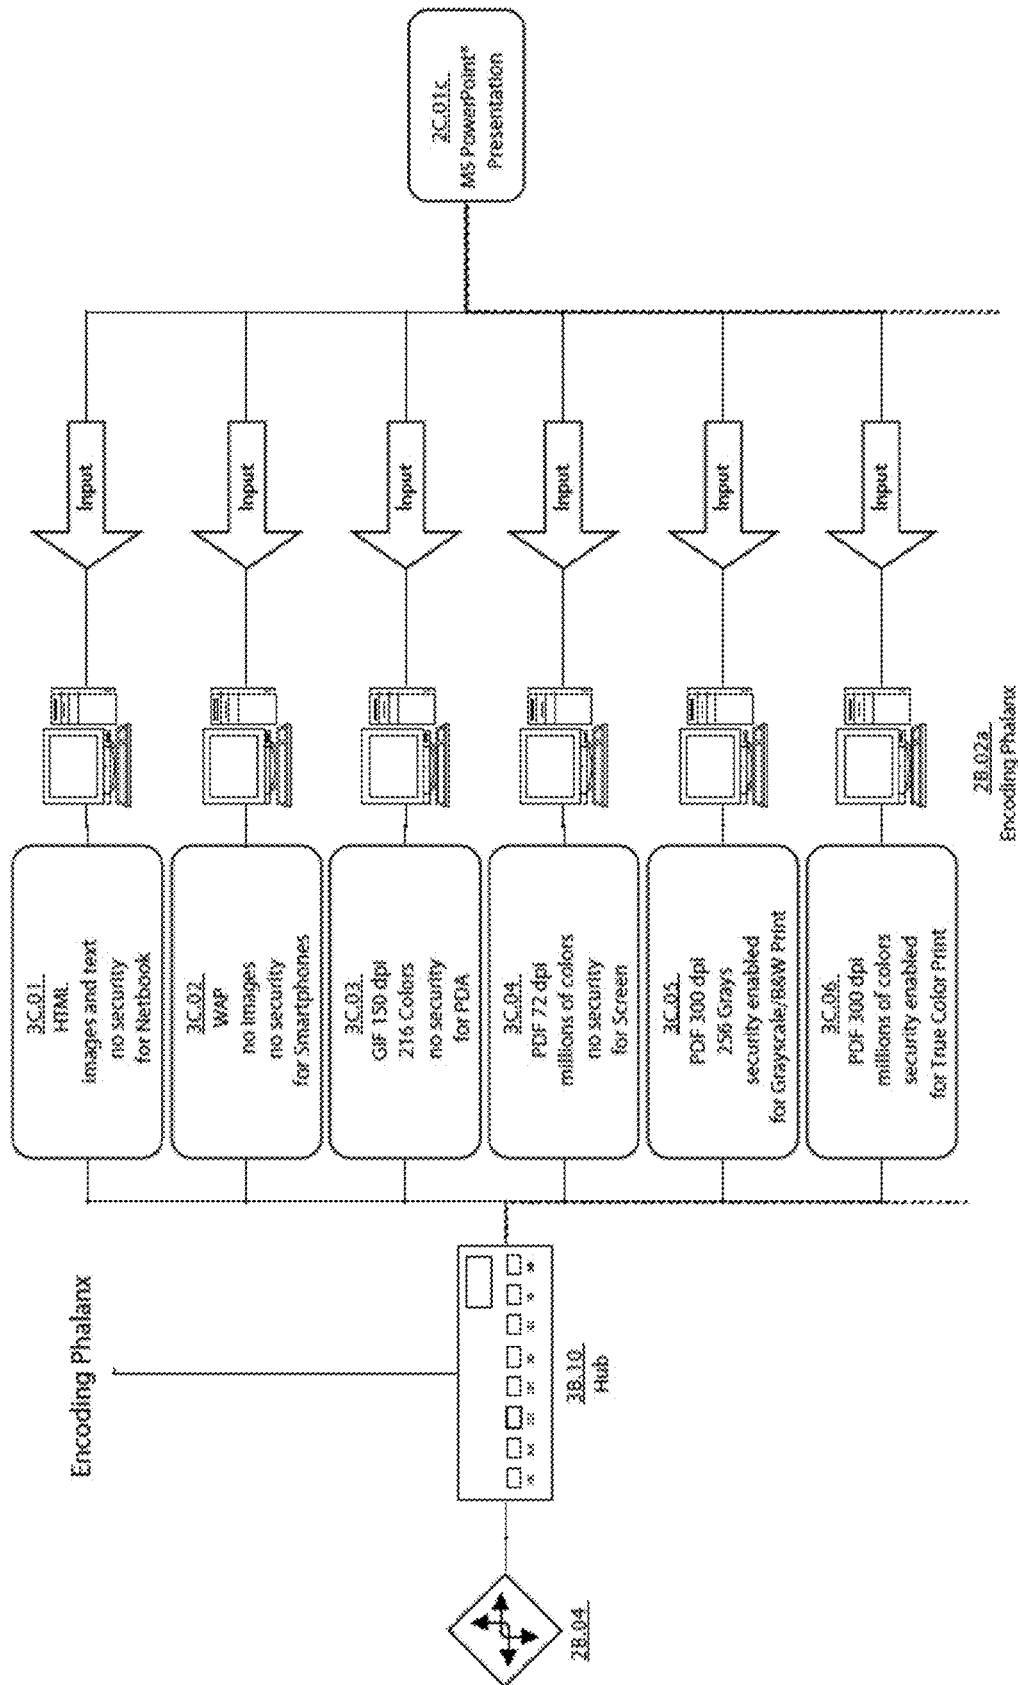 2C.01c
MS PowerPoint®
Presentation
Input
Input
Input
Input
Input
Input
2B.02a
Encoding Phalanx
3C.01
HTML
images and text
no security
for Netbook
3C.02
WAP
no images
no security
for Smartphones
3C.03
GIF 150 dpi
216 Colors
no security
for PDA
3C.04
PDF 72 dpi
millions of colors
no security
for Screen
3C.05
PDF 300 dpi
256 Grays
security enabled
for Grayscale/B&W Print
3C.06
PDF 300 dpi
millions of colors
security enabled
for True Color Print
Encoding Phalanx
3B.10
Hub
2B.04